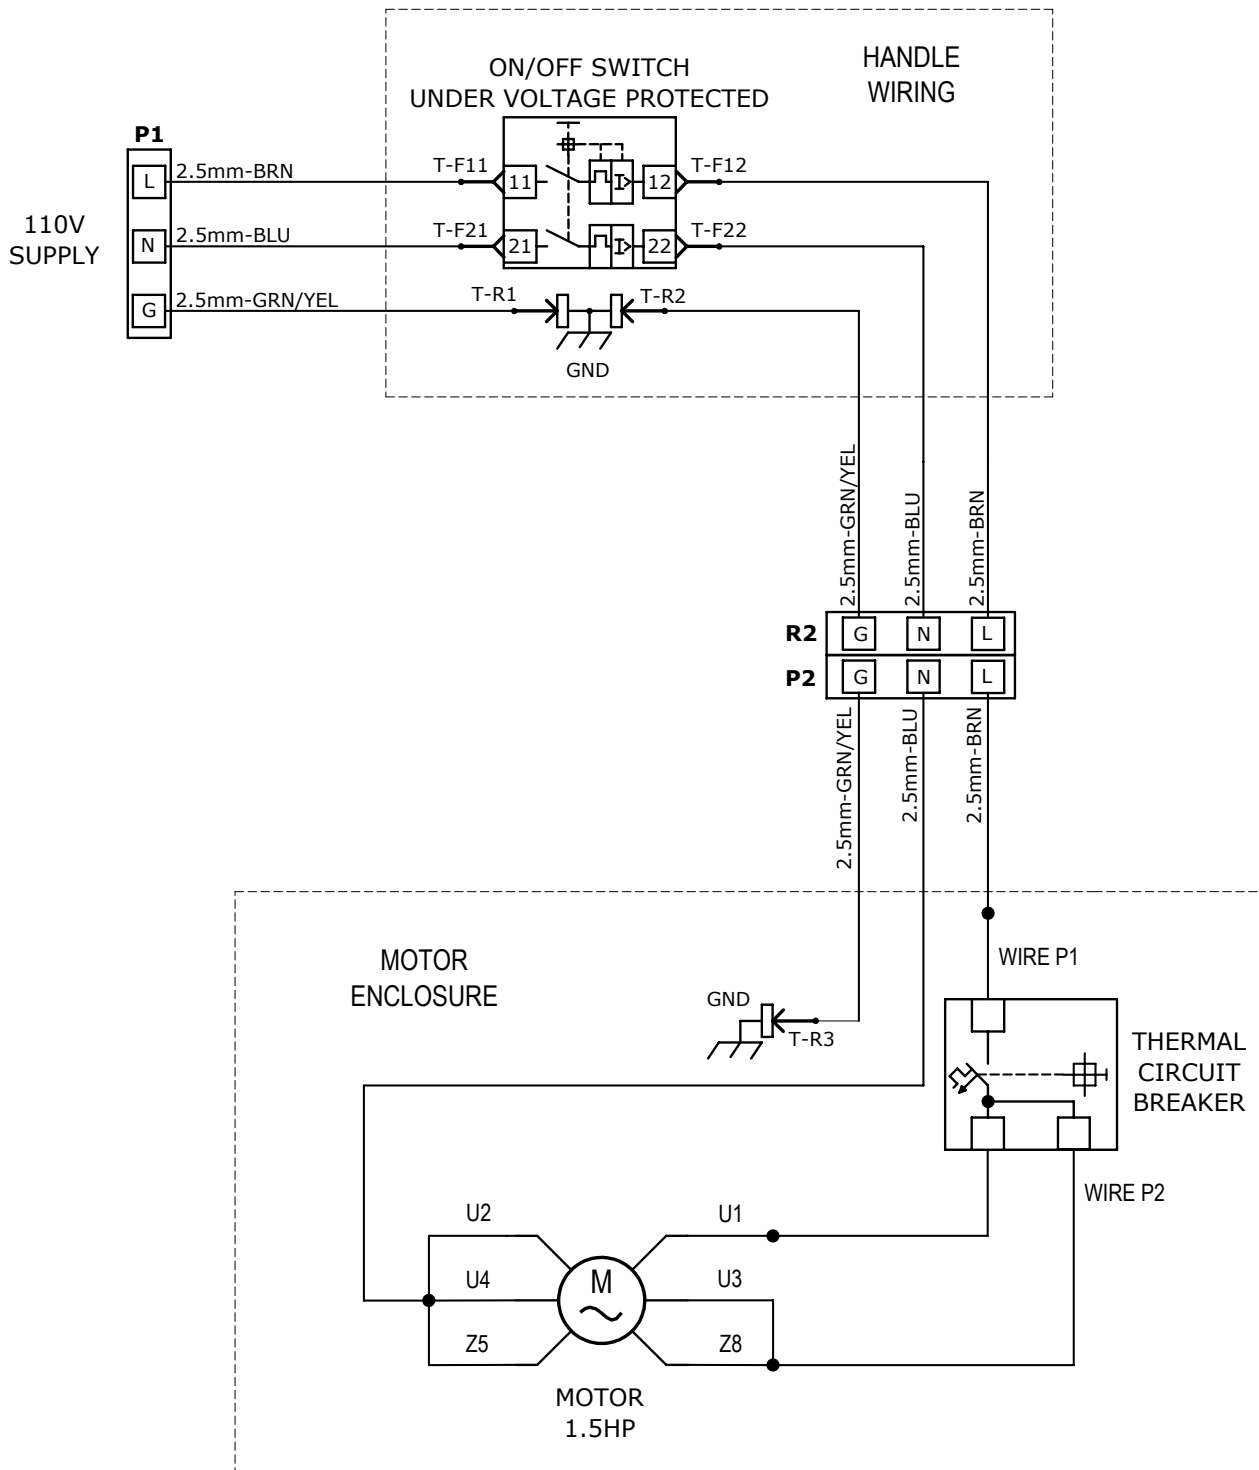 HANDLE
WIRING
ON/OFF SWITCH
UNDER VOLTAGE PROTECTED
P1
110V
SUPPLY
L
2.5mm-BRN
T-F11
11
12
T-F12
N
2.5mm-BLU
T-F21
21
22
T-F22
G
2.5mm-GRN/YEL
T-R1
T-R2
GND
2.5mm-GRN/YEL
2.5mm-BLU
2.5mm-BRN
R2
G
N
L
P2
G
N
L
2.5mm-GRN/YEL
2.5mm-BLU
2.5mm-BRN
MOTOR
ENCLOSURE
WIRE P1
GND
T-R3
THERMAL
CIRCUIT
BREAKER
WIRE P2
U2
U1
U4
M
U3
Z5
Z8
MOTOR
1.5HP